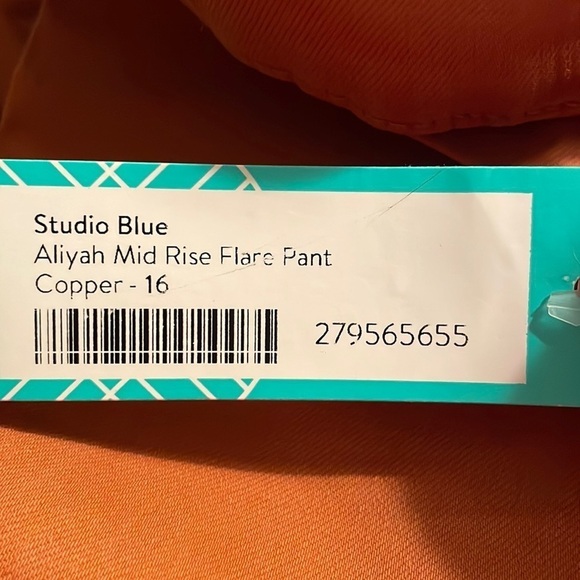 Studio Blue
Aliyah Mid Rise Flare Pant
Copper - 16
279565655